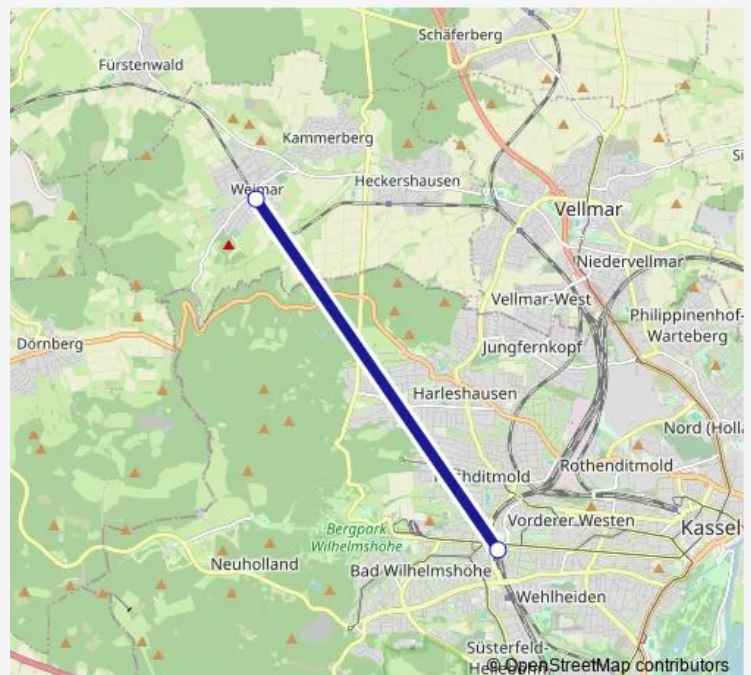 Schäferberg
Fürstenwald
Kammerberg
Weimar
Heckershausen
Vellmar
Niedervellmar
Vellmar-West
Philippinenhof-
Warteberg
Dörnberg
Jungfernkopf
Harleshausen
Nord (Holla
Rothenditmold
Bergpark
Wilhelmshöhe
Vorderer Westen
Kassel
Neuholland
Bad Wilhelmshöhe
Wehlheiden
Süsterfeld-
© OpenStreetMap contributors